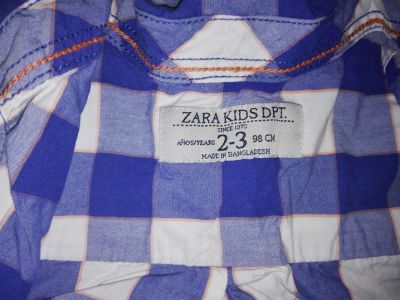 ZARA KIDS DPT.
SINCE 1975
AÑOS/YEARS 2-3 98 CM
MADE IN BANGLADESH